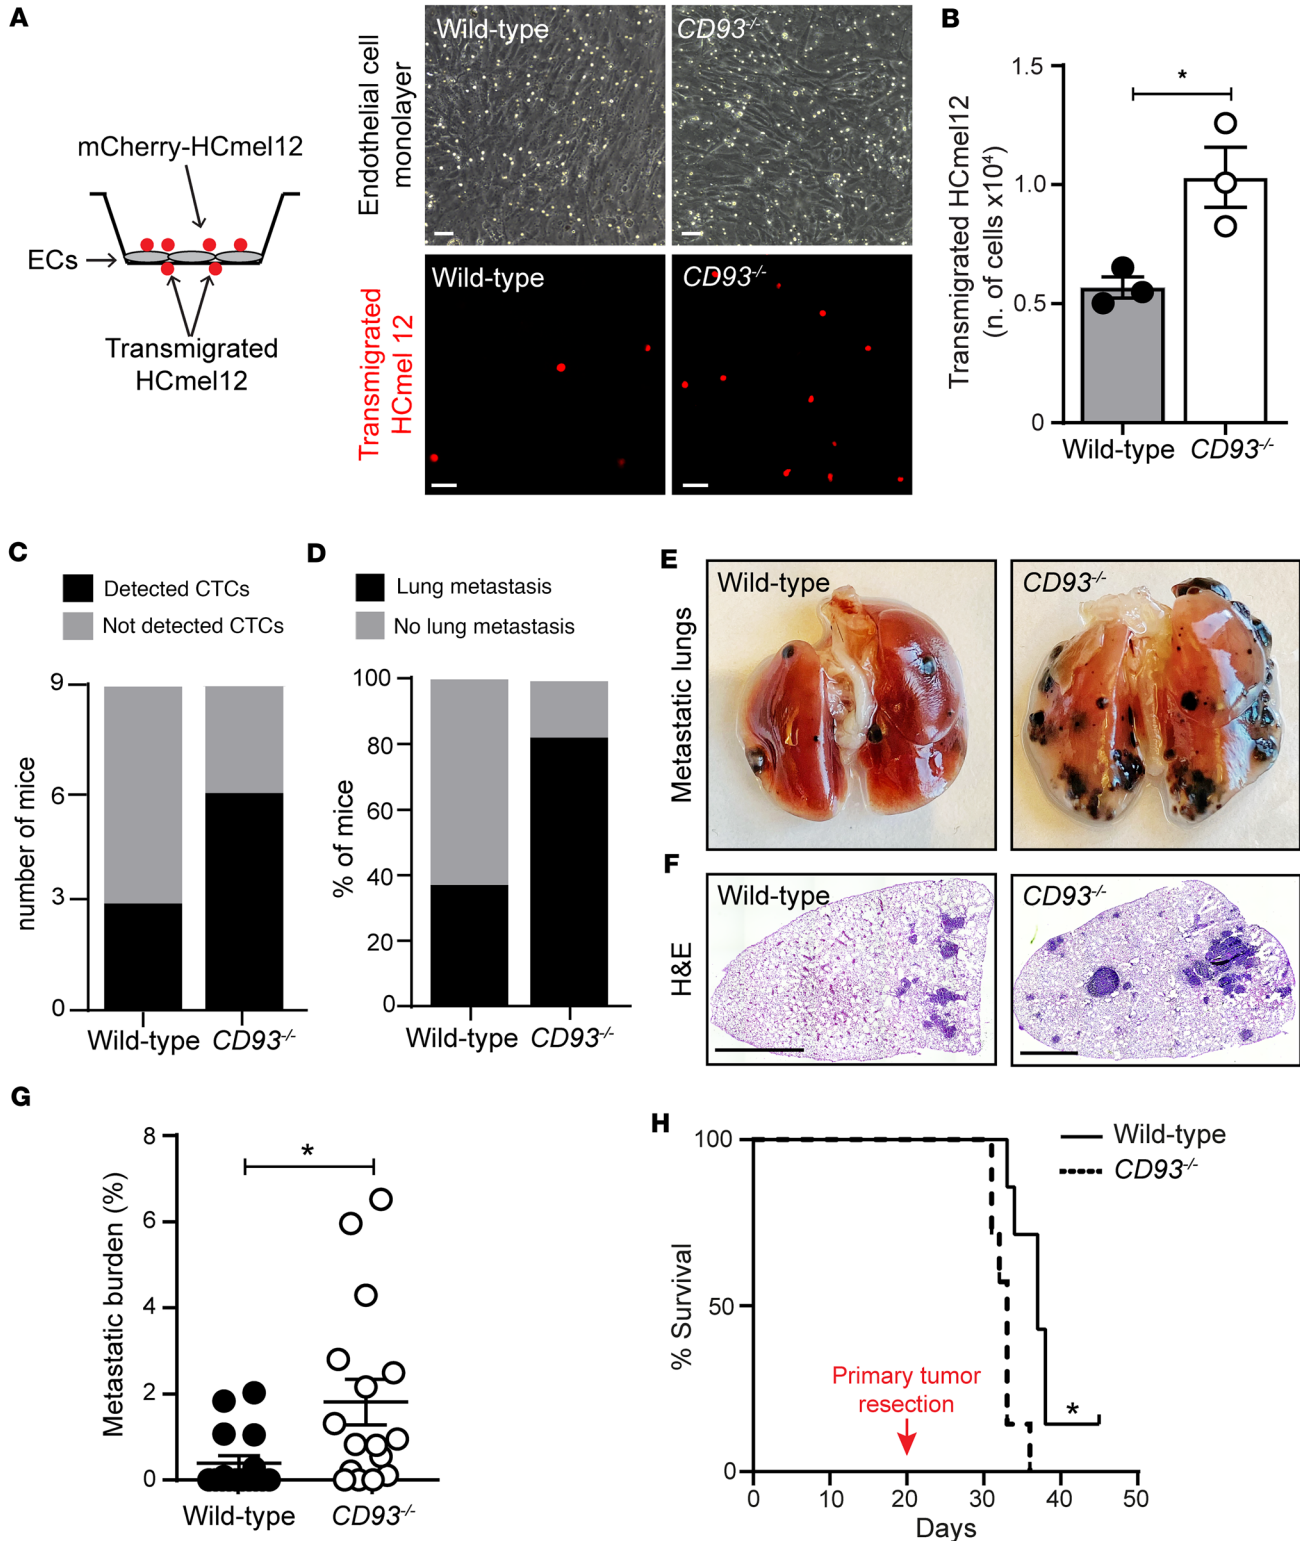 A
mCherry-HCmel12
ECs
Transmigrated
HCmel12
Endothelial cell
monolayer
Wild-type
CD93-/-
Transmigrated
HCmel 12
Wild-type
CD93-/-
B
Transmigrated HCmel12
(n. of cells x10⁴)
1.5
1.0
0.5
0
*
Wild-type
CD93-/-
C
Detected CTCs
Not detected CTCs
number of mice
9
6
3
0
Wild-type
CD93-/-
D
Lung metastasis
No lung metastasis
% of mice
100
80
60
40
20
0
Wild-type
CD93-/-
E
Metastatic lungs
Wild-type
CD93-/-
F
H&E
Wild-type
CD93-/-
G
Metastatic burden (%)
8
6
4
2
0
*
Wild-type
CD93-/-
H
% Survival
100
50
0
Wild-type
CD93-/-
Primary tumor
resection
*
0
10
20
30
40
50
Days